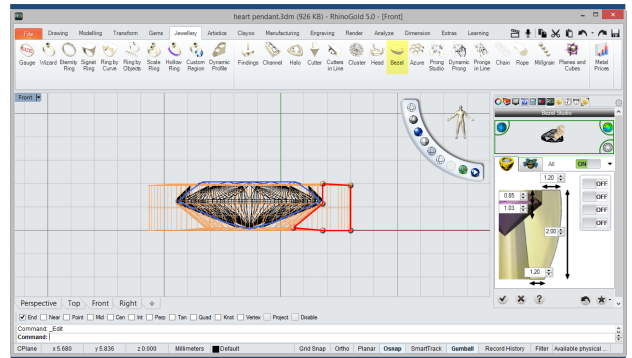 heart pendant.3dm (926 KB) - RhinoGold 5.0 - [Front]
File Drawing Modelling Transform Gems Jewellery Artistics Clayoo Manufacturing Engraving Render Analyze Dimension Extras Learning
Gauge Wizard Eternity Ring Signet Ring Ring by Curve Ring by Objects Scale Ring Hollow Ring Custom Region Dynamic Profile Findings Channel Halo Cutter Cutters in Line Cluster Head Bezel Azure Prong Studio Dynamic Prong Prongs in Line Chain Rope Millgrain Planes and Cubes Metal Prices
Front
Bezel Studio
All ON
1.20
0.85
1.03
2.00
1.20
OFF
OFF
OFF
OFF
Perspective Top Front Right
End Near Point Mid Cen Int Perp Tan Quad Knot Vertex Project Disable
Command: _Edit
Command:
CPlane x 5.680 y 5.836 z 0.000 Millimeters Default Grid Snap Ortho Planar Osnap SmartTrack Gumball Record History Filter Available physical ...